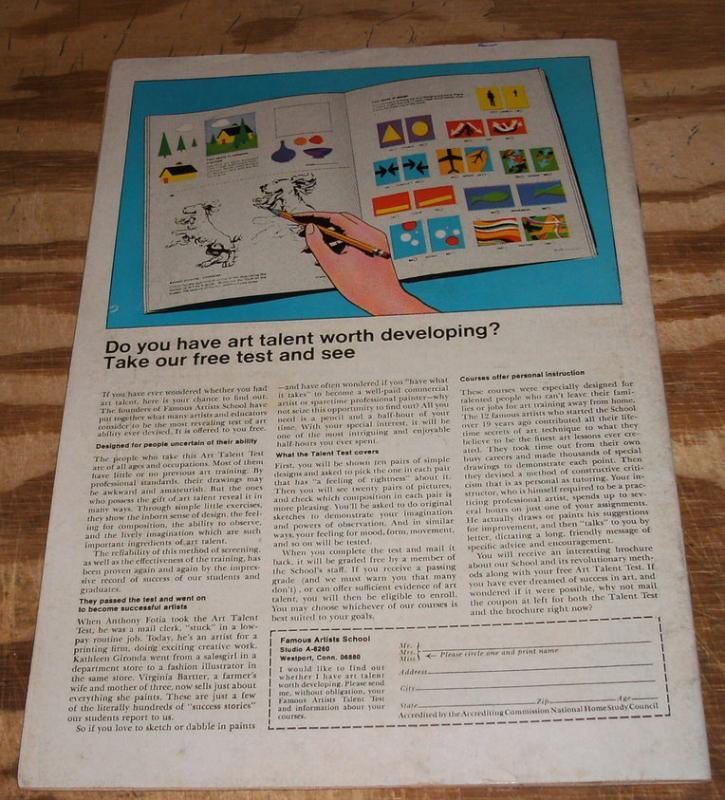 Do you have art talent worth developing?
Take our free test and see
If you have ever wondered whether you had
art talent, here is your chance to find out.
The founders of Famous Artists School have
put together what many artists and educators
consider to be the most revealing test of art
ability ever devised. It is offered to you free.
Designed for people uncertain of their ability
The people who take this Art Talent Test
are of all ages and occupations. Most of them
have little or no previous art training. By
professional standards, their drawings may
be awkward and amateurish. But the ones
who possess the gift of art talent reveal it in
many ways. Through simple little exercises,
they show the inborn sense of design, the feel-
ing for composition, the ability to observe,
and the lively imagination which are such
important ingredients of art talent.
The reliability of this method of screening,
as well as the effectiveness of the training, has
been proven again and again by the impres-
sive record of success of our students and
graduates.
They passed the test and went on
to become successful artists
When Anthony Fotia took the Art Talent
Test, he was a mail clerk, "stuck" in a low-
pay routine job. Today, he's an artist for a
printing firm, doing exciting creative work.
Kathleen Gironda went from a salesgirl in a
department store to a fashion illustrator in
the same store. Virginia Bartter, a farmer's
wife and mother of three, now sells just about
everything she paints. These are just a few
of the literally hundreds of "success stories"
our students report to us.
So if you love to sketch or dabble in paints
—and have often wondered if you "have what
it takes" to become a well-paid commercial
artist or sparetime professional painter—why
not seize this opportunity to find out? All you
need is a pencil and a half-hour of your
time. With your special interest, it will be
one of the most intriguing and enjoyable
half-hours you ever spent.
What the Talent Test covers
First, you will be shown ten pairs of simple
designs and asked to pick the one in each pair
that has "a feeling of rightness" about it.
Then you will see twenty pairs of pictures,
and check which composition in each pair is
more pleasing. You'll be asked to do original
sketches to demonstrate your imagination
and powers of observation. And in similar
ways, your feeling for mood, form, movement,
and so on will be tested.
When you complete the test and mail it
back, it will be graded free by a member of
the School's staff. If you receive a passing
grade (and we must warn you that many
don't), or can offer sufficient evidence of art
talent, you will then be eligible to enroll.
You may choose whichever of our courses is
best suited to your goals.
Courses offer personal instruction
These courses were especially designed for
talented people who can't leave their fami-
lies or jobs for art training away from home.
The 12 famous artists who started the School
over 19 years ago contributed all their life-
time secrets of art technique to what they
believe to be the finest art lessons ever cre-
ated. They took time out from their own
busy careers and made thousands of special
drawings to demonstrate each point. Then
they devised a method of constructive criti-
cism that is as personal as tutoring. Your in-
structor, who is himself required to be a prac-
ticing professional artist, spends up to sev-
eral hours on just one of your assignments.
He actually draws or paints his suggestions
for improvement, and then "talks" to you by
letter, dictating a long, friendly message of
specific advice and encouragement.
You will receive an interesting brochure
about our School and its revolutionary meth-
ods along with your free Art Talent Test. If
you have ever dreamed of success in art, and
wondered if it were possible, why not mail
the coupon at left for both the Talent Test
and the brochure right now?
Famous Artists School
Studio A-6260
Westport, Conn. 06880
I would like to find out
whether I have art talent
worth developing. Please send
me, without obligation, your
Famous Artists Talent Test
and information about your
courses.
Mr.
Mrs.
Miss
Please circle one and print name
Address
City
State Zip Age
Accredited by the Accrediting Commission National Home Study Council